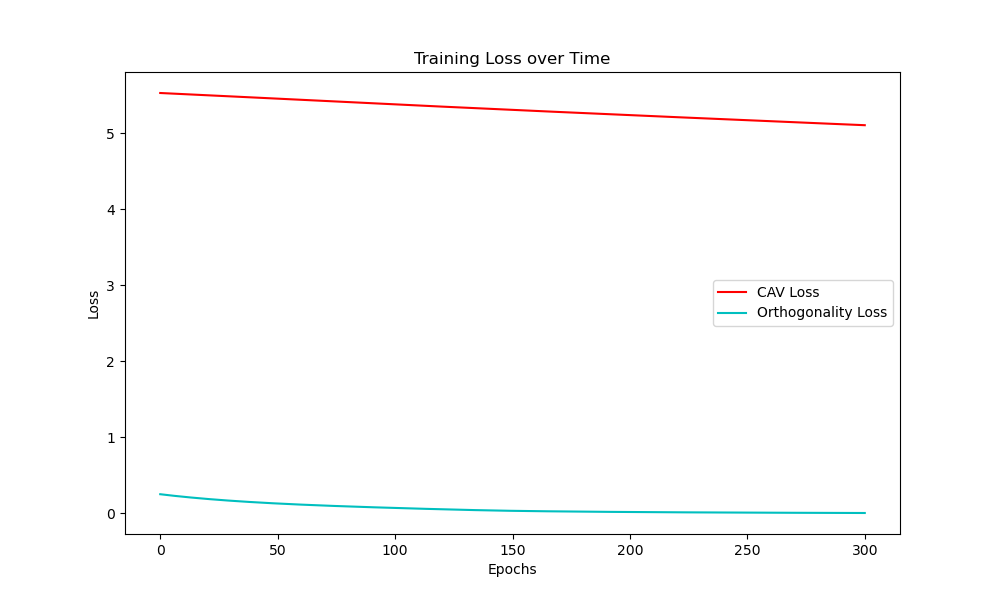 Training Loss over Time
5
4
3
2
1
0
Loss
CAV Loss
Orthogonality Loss
0 50 100 150 200 250 300
Epochs